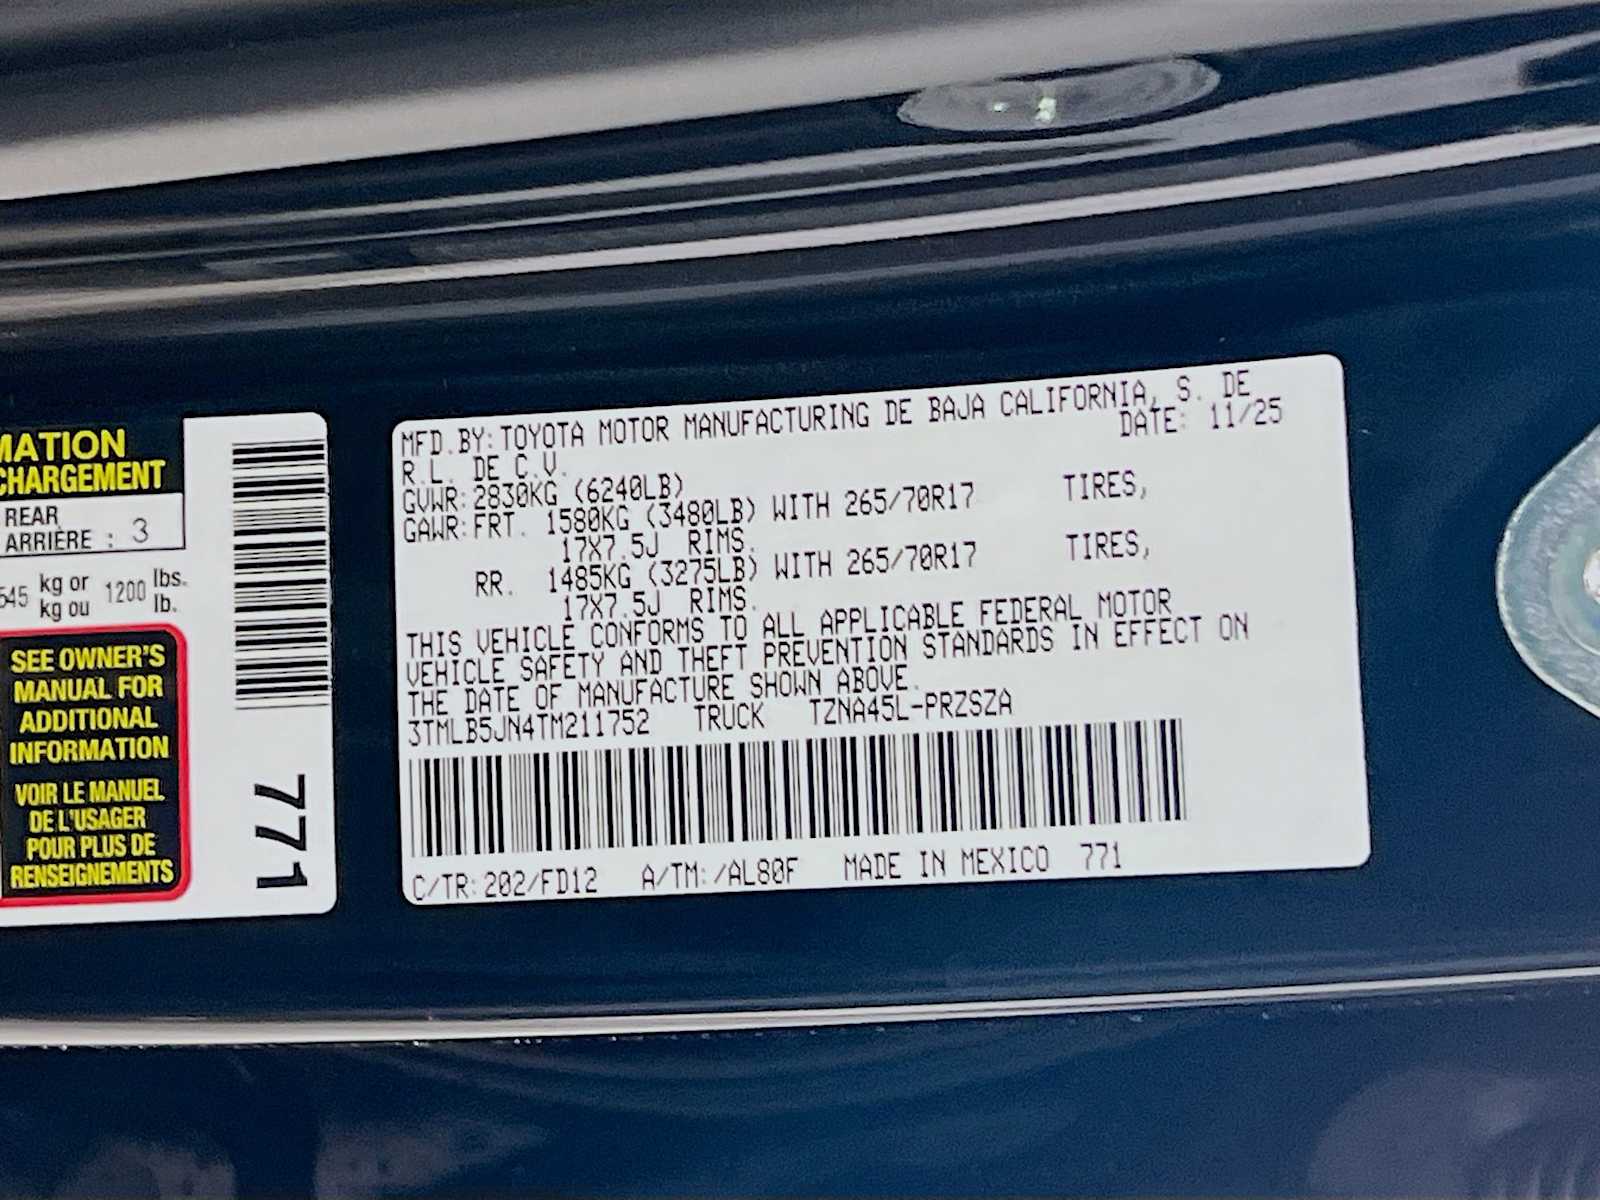 MATION
CHARGEMENT
REAR
ARRIÈRE : 3
545 kg or
kg ou 1200 lbs.
lb.
SEE OWNER'S
MANUAL FOR
ADDITIONAL
INFORMATION
VOIR LE MANUEL
DE L'USAGER
POUR PLUS DE
RENSEIGNEMENTS
771
MFD.BY:TOYOTA MOTOR MANUFACTURING DE BAJA CALIFORNIA, S. DE
R.L. DE C.V. DATE: 11/25
GVWR:2830KG (6240LB)
GAWR:FRT. 1580KG (3480LB) WITH 265/70R17 TIRES,
17X7.5J RIMS.
RR. 1485KG (3275LB) WITH 265/70R17 TIRES,
17X7.5J RIMS.
THIS VEHICLE CONFORMS TO ALL APPLICABLE FEDERAL MOTOR
VEHICLE SAFETY AND THEFT PREVENTION STANDARDS IN EFFECT ON
THE DATE OF MANUFACTURE SHOWN ABOVE.
3TMLB5JN4TM211752 TRUCK TZNA45L-PRZSZA
C/TR:202/FD12 A/TM:/AL80F MADE IN MEXICO 771